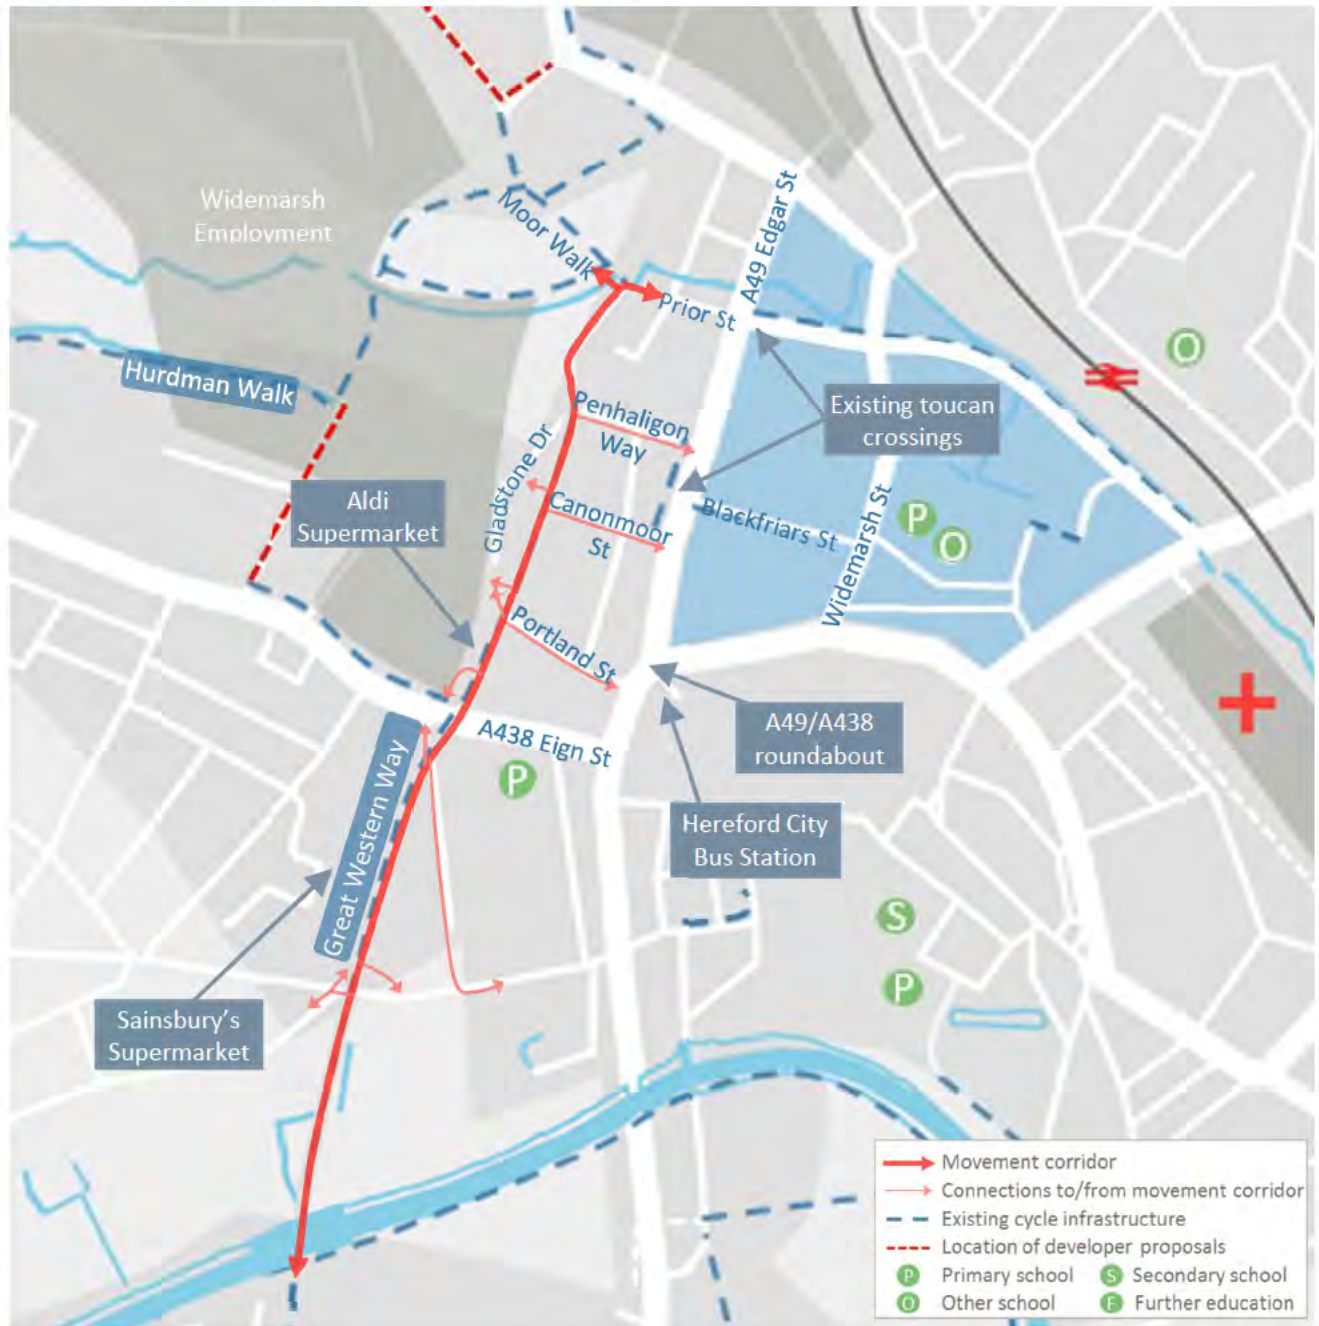 Widemarsh
Employment
Moor Walk
A49 Edgar St
Prior St
Hurdman Walk
Penhaligon
Way
Existing toucan
crossings
Gladstone Dr
Aldi
Supermarket
Canonmoor
St
Blackfriars St
Widemarsh St
P
O
O
Portland St
A438 Eign St
A49/A438
roundabout
P
Great Western Way
Hereford City
Bus Station
S
P
Sainsbury's
Supermarket
Movement corridor
Connections to/from movement corridor
Existing cycle infrastructure
Location of developer proposals
P Primary school S Secondary school
O Other school F Further education